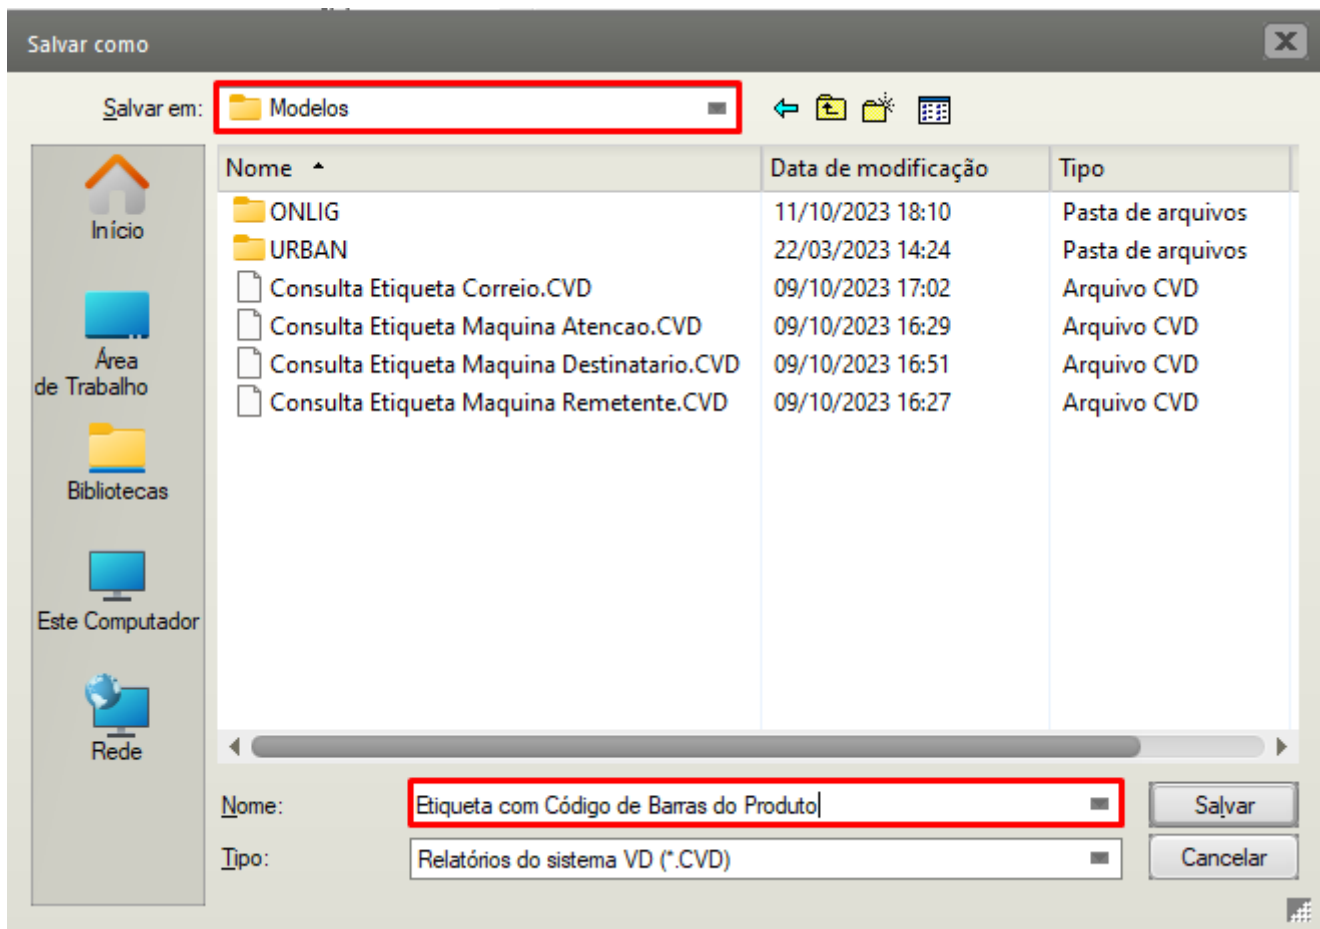 Salvar como
Salvar em:
Modelos
Nome
Data de modificação
Tipo
ONLIG
11/10/2023 18:10
Pasta de arquivos
URBAN
22/03/2023 14:24
Pasta de arquivos
Consulta Etiqueta Correio.CVD
09/10/2023 17:02
Arquivo CVD
Consulta Etiqueta Maquina Atencao.CVD
09/10/2023 16:29
Arquivo CVD
Consulta Etiqueta Maquina Destinatario.CVD
09/10/2023 16:51
Arquivo CVD
Consulta Etiqueta Maquina Remetente.CVD
09/10/2023 16:27
Arquivo CVD
Início
Área
de Trabalho
Bibliotecas
Este Computador
Rede
Nome:
Etiqueta com Código de Barras do Produto
Salvar
Tipo:
Relatórios do sistema VD (*.CVD)
Cancelar